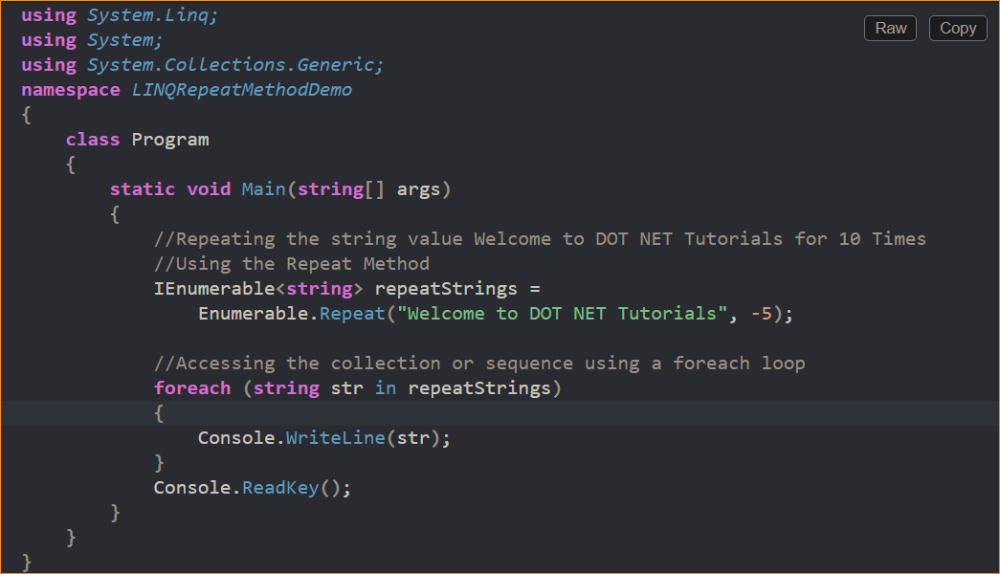 using System.Linq;
Raw Copy
using System;
using System.Collections.Generic;
namespace LINQRepeatMethodDemo
{
    class Program
    {
        static void Main(string[] args)
        {
            //Repeating the string value Welcome to DOT NET Tutorials for 10 Times
            //Using the Repeat Method
            IEnumerable<string> repeatStrings =
                Enumerable.Repeat("Welcome to DOT NET Tutorials", -5);

            //Accessing the collection or sequence using a foreach loop
            foreach (string str in repeatStrings)
            {
                Console.WriteLine(str);
            }
            Console.ReadKey();
        }
    }
}